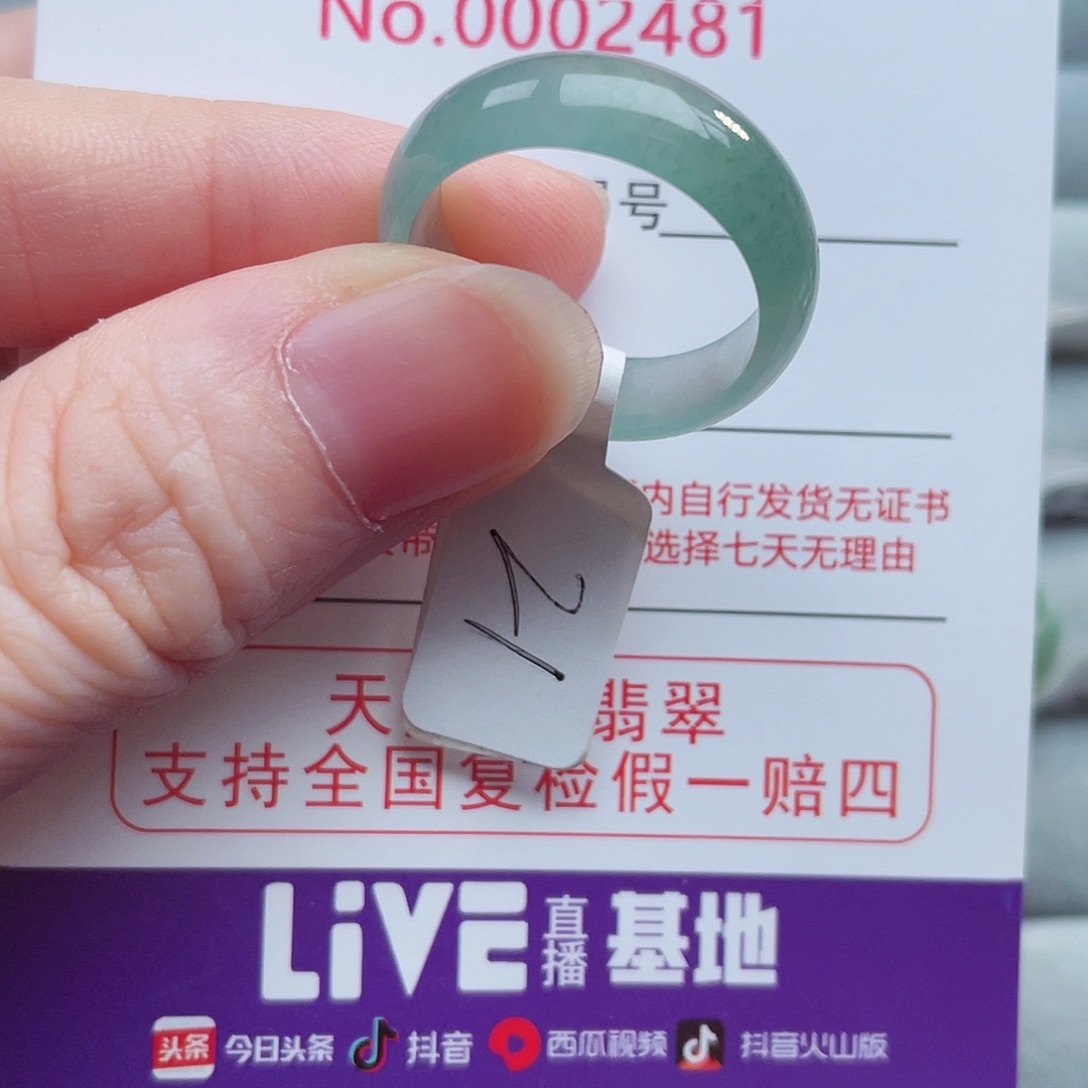 No.0002481
号
内自行发货无证书
选择七天无理由
12
天 翡翠
支持全国复检假一赔四
LiVE 直播 基地
头条 今日头条 抖音 西瓜视频 抖音火山版